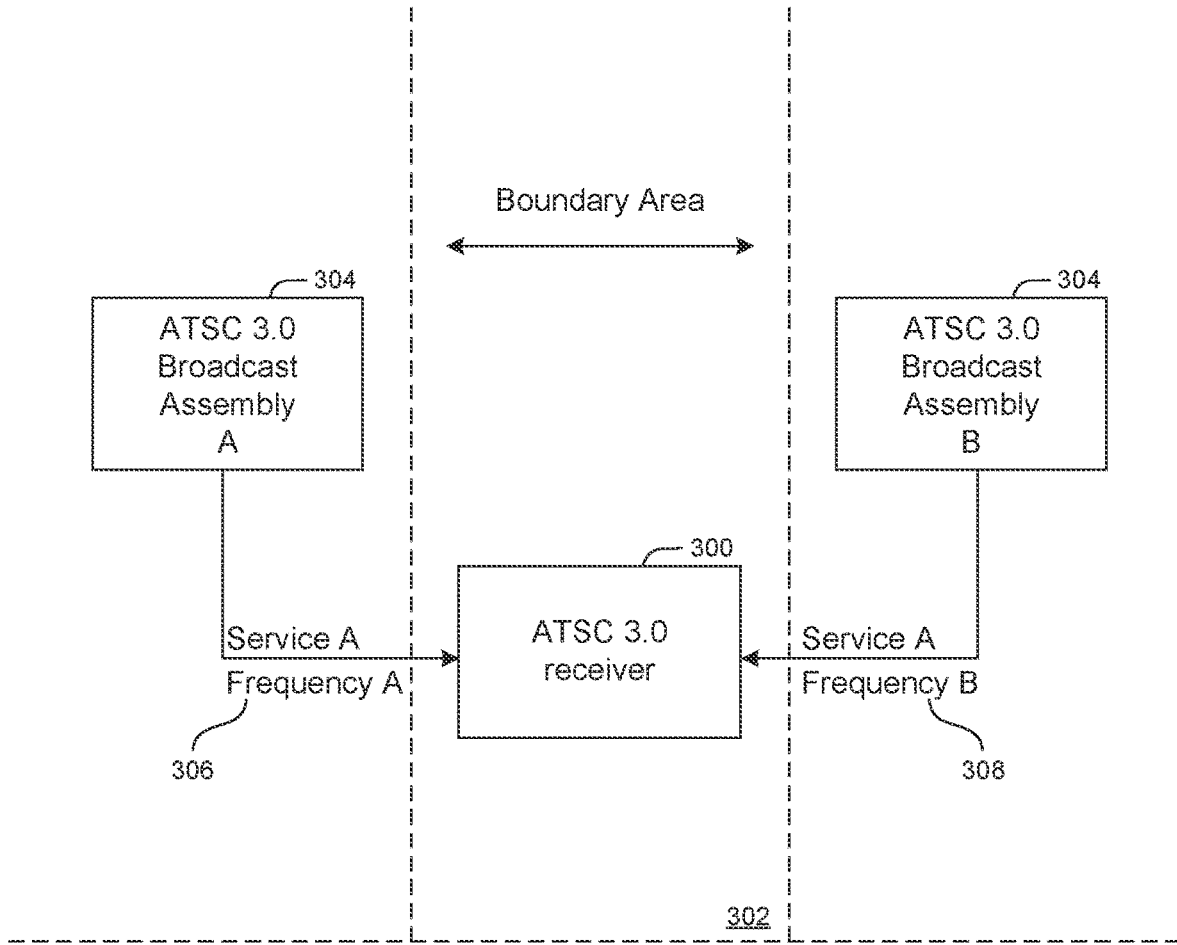 Boundary Area
304
ATSC 3.0
Broadcast
Assembly
A
304
ATSC 3.0
Broadcast
Assembly
B
300
ATSC 3.0
receiver
Service A
Frequency A
306
Service A
Frequency B
308
302